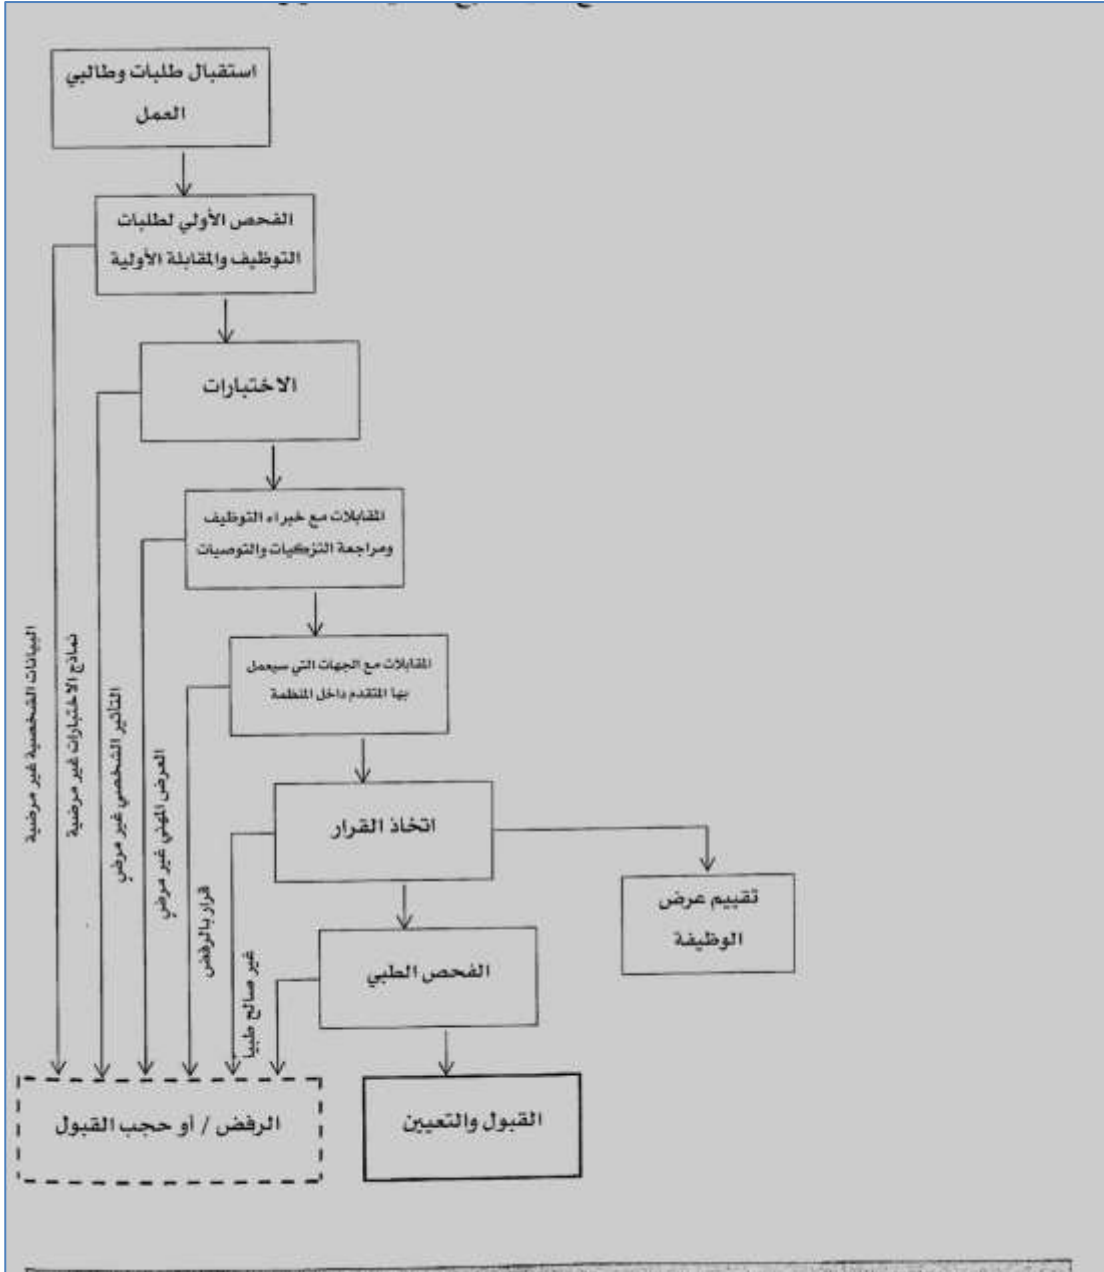 استقبال طلبات وطالبي
العمل
الفحص الأولي لطلبات
التوظيف والمقابلة الأولية
الاختبارات
المقابلات مع خبراء التوظيف
ومراجعة التزكيات والتوصيات
المقابلات مع الجهات التي سيعمل
بها المتقدم داخل المنظمة
اتخاذ القرار
تقييم عرض
الوظيفة
الفحص الطبي
البيانات الشخصية غير مرضية
نماذج الاختبارات غير مرضية
التأثير الشخصي غير مرضي
العرض المهني غير مرضي
قرار بالرفض
غير صالح طبيا
القبول والتعيين
الرفض / أو حجب القبول